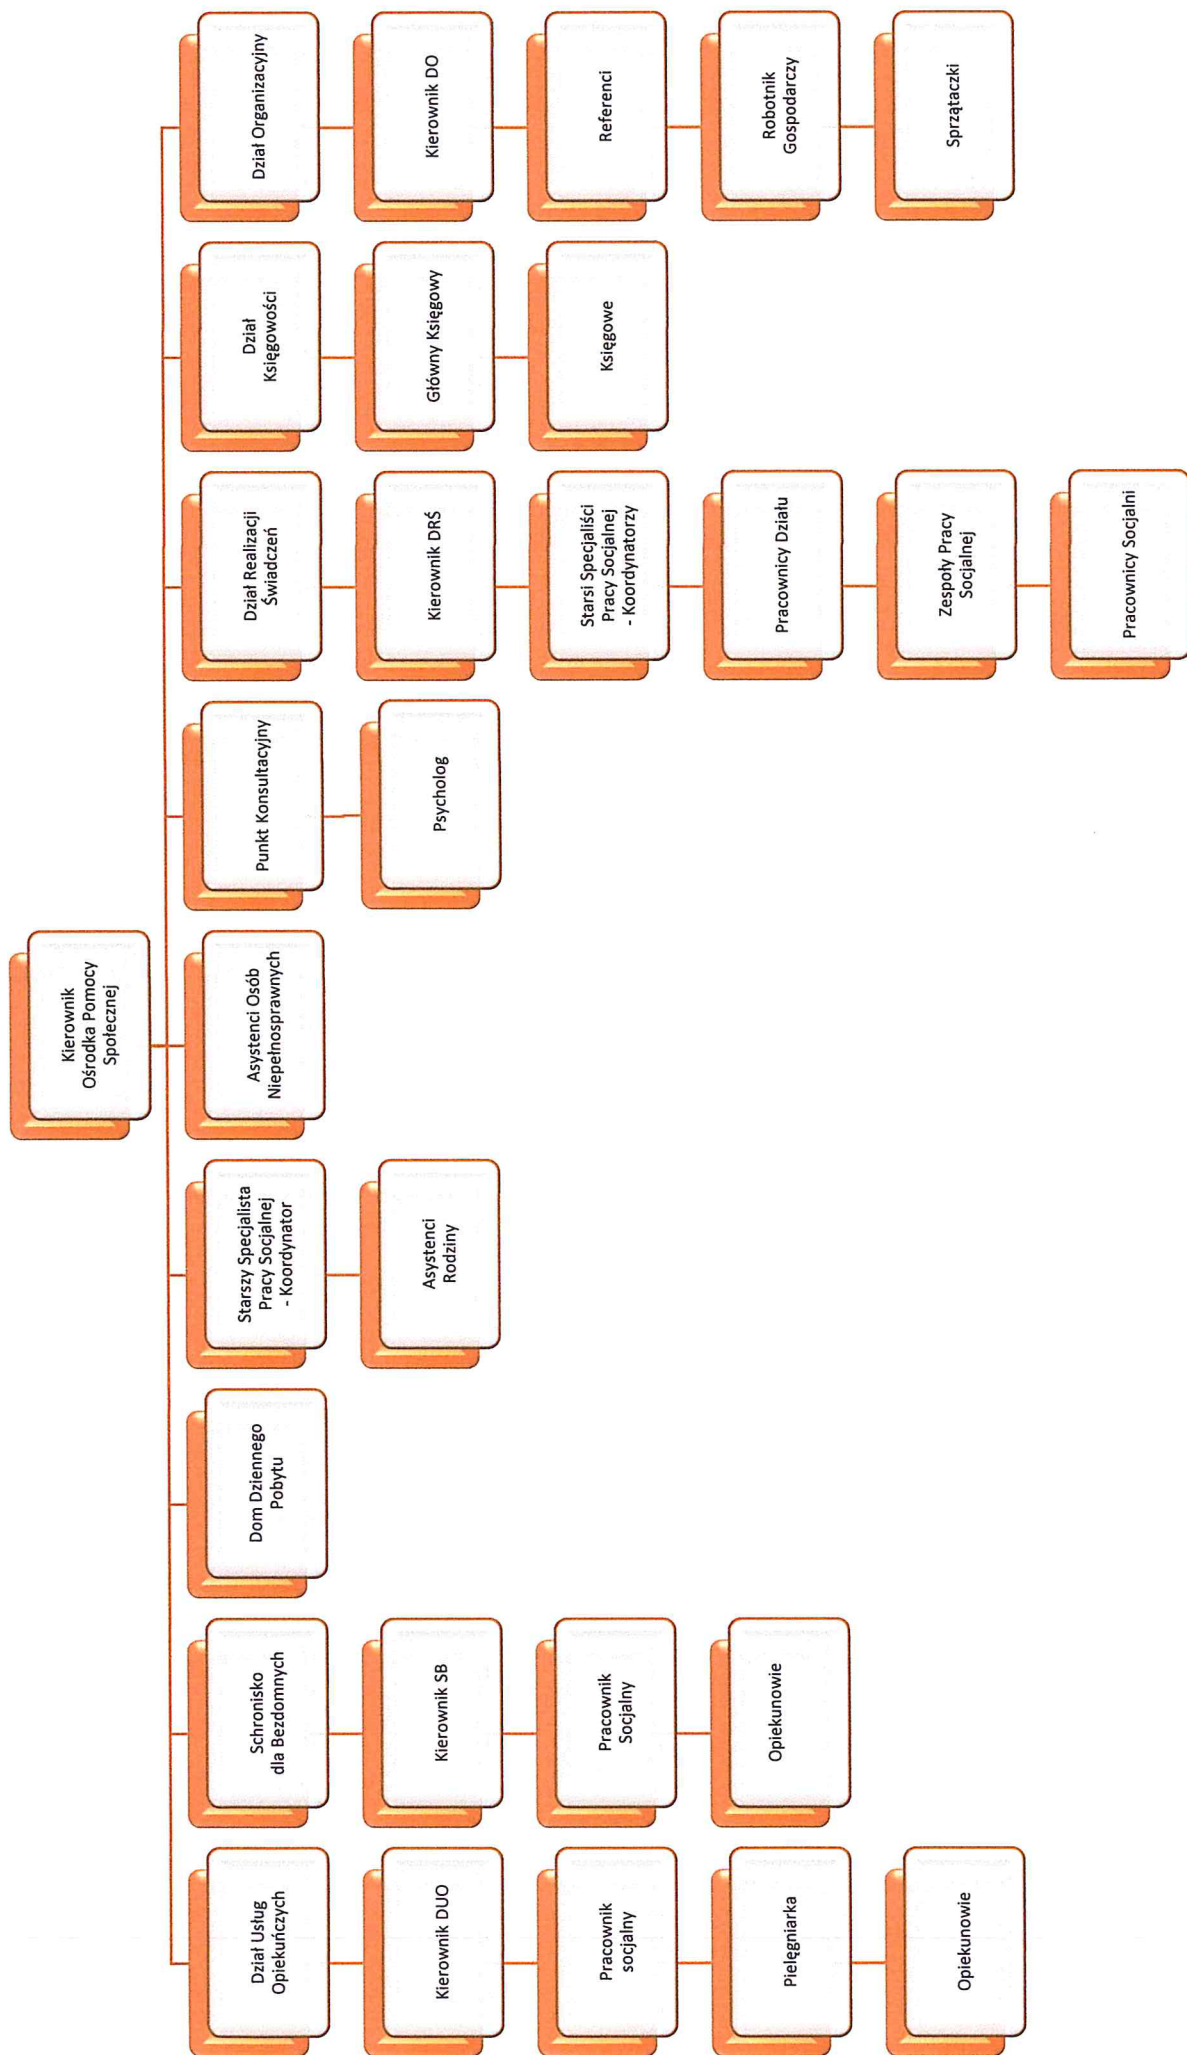 Kierownik
Ośrodka Pomocy
Społecznej
Dział Usług
Opiekuńczych
Kierownik DUO
Pracownik
socjalny
Pielęgniarka
Opiekunowie
Schronisko
dla Bezdomnych
Kierownik SB
Pracownik
Socjalny
Opiekunowie
Dom Dziennego
Pobytu
Starszy Specjalista
Pracy Socjalnej
- Koordynator
Asystenci
Rodziny
Asystenci Osób
Niepełnosprawnych
Punkt Konsultacyjny
Psycholog
Dział Realizacji
Świadczeń
Kierownik DRŚ
Starsi Specjaliści
Pracy Socjalnej
- Koordynatorzy
Pracownicy Działu
Zespoły Pracy
Socjalnej
Pracownicy Socjalni
Dział
Księgowości
Główny Księgowy
Księgowe
Dział Organizacyjny
Kierownik DO
Referenci
Robotnik
Gospodarczy
Sprzątaczki